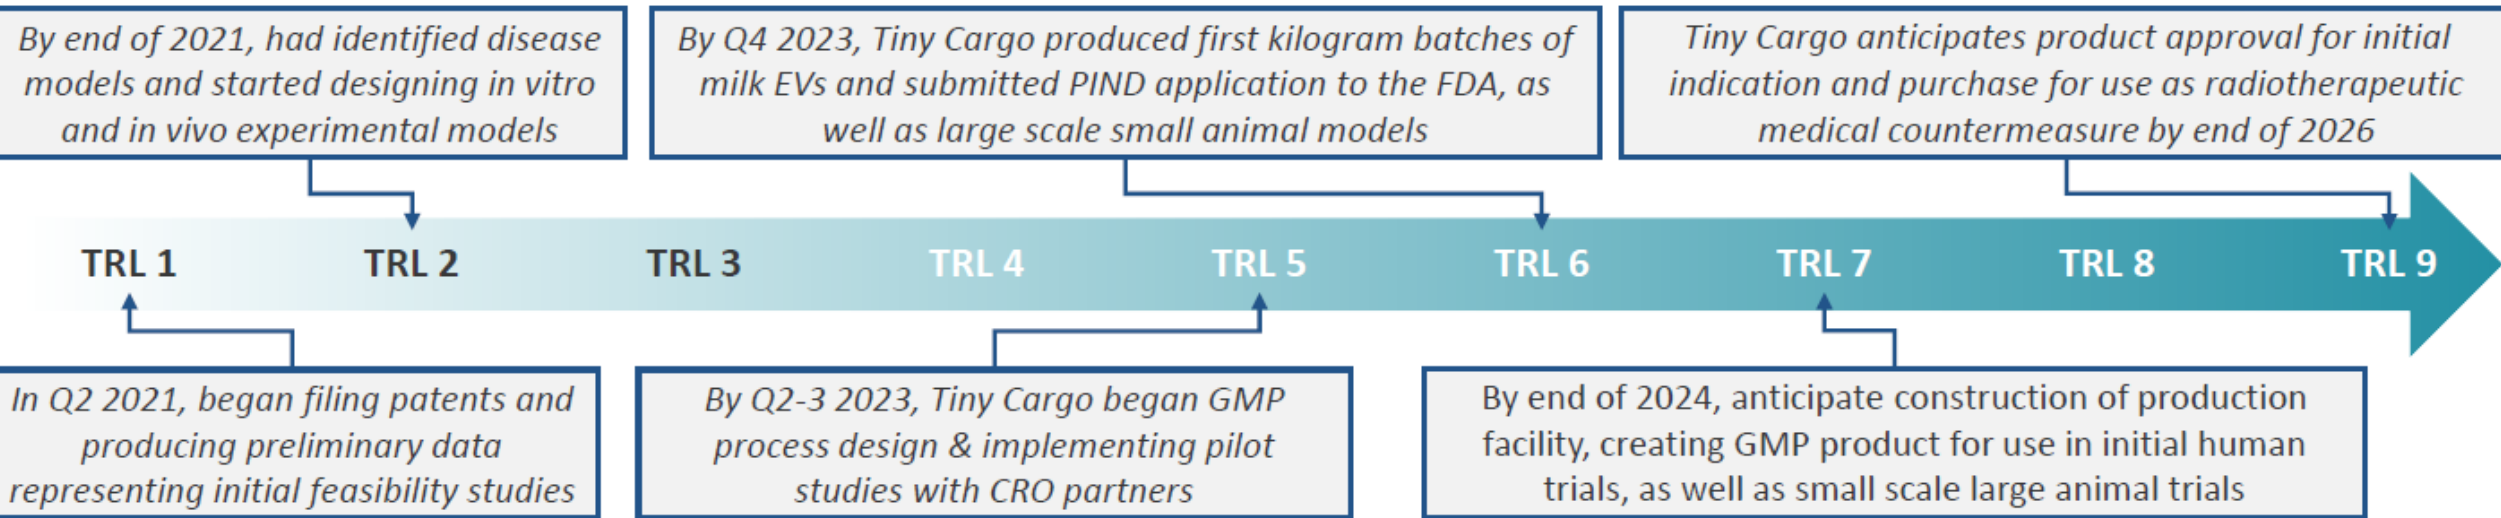 By end of 2021, had identified disease
models and started designing in vitro
and in vivo experimental models
By Q4 2023, Tiny Cargo produced first kilogram batches of
milk EVs and submitted PIND application to the FDA, as
well as large scale small animal models
Tiny Cargo anticipates product approval for initial
indication and purchase for use as radiotherapeutic
medical countermeasure by end of 2026
TRL 1
TRL 2
TRL 3
TRL 4
TRL 5
TRL 6
TRL 7
TRL 8
TRL 9
In Q2 2021, began filing patents and
producing preliminary data
representing initial feasibility studies
By Q2-3 2023, Tiny Cargo began GMP
process design & implementing pilot
studies with CRO partners
By end of 2024, anticipate construction of production
facility, creating GMP product for use in initial human
trials, as well as small scale large animal trials